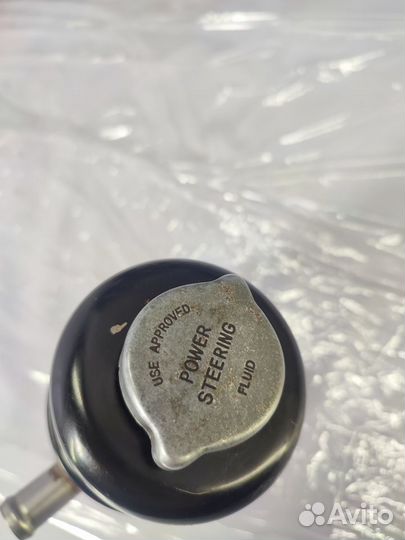 USE APPROVED
POWER
STEERING
FLUID
Avito